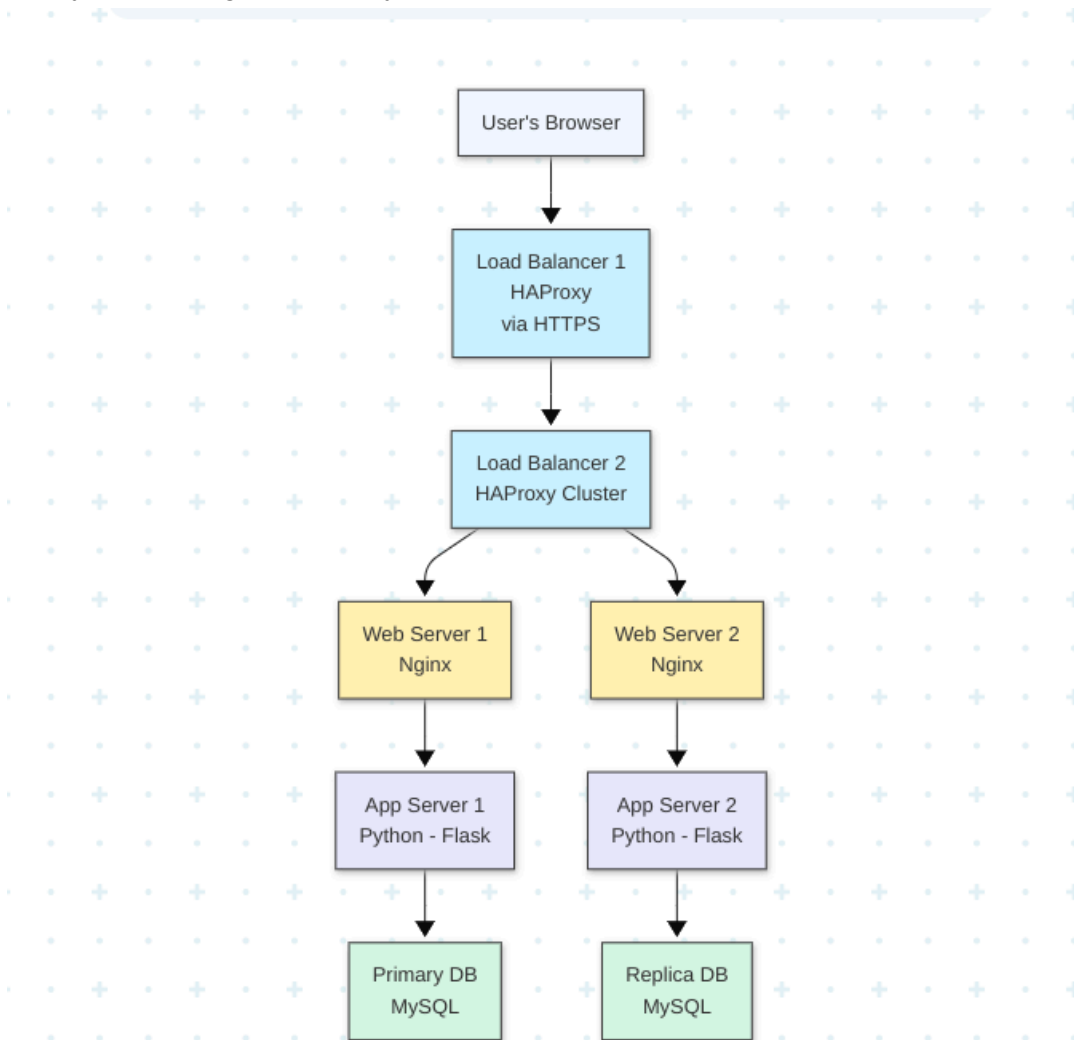 User's Browser
Load Balancer 1
HAProxy
via HTTPS
Load Balancer 2
HAProxy Cluster
Web Server 1
Nginx
Web Server 2
Nginx
App Server 1
Python - Flask
App Server 2
Python - Flask
Primary DB
MySQL
Replica DB
MySQL